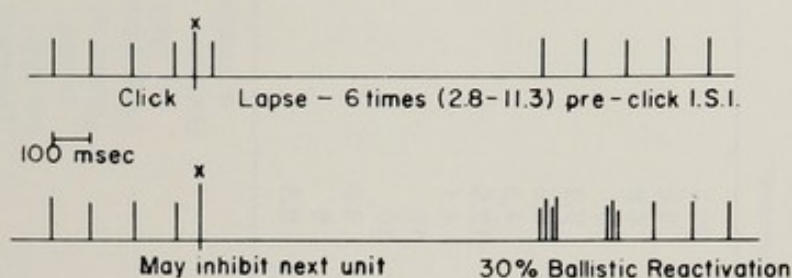 x
Click Lapse - 6 times (2.8-11.3) pre-click I.S.I.
100 msec
x
May inhibit next unit 30% Ballistic Reactivation